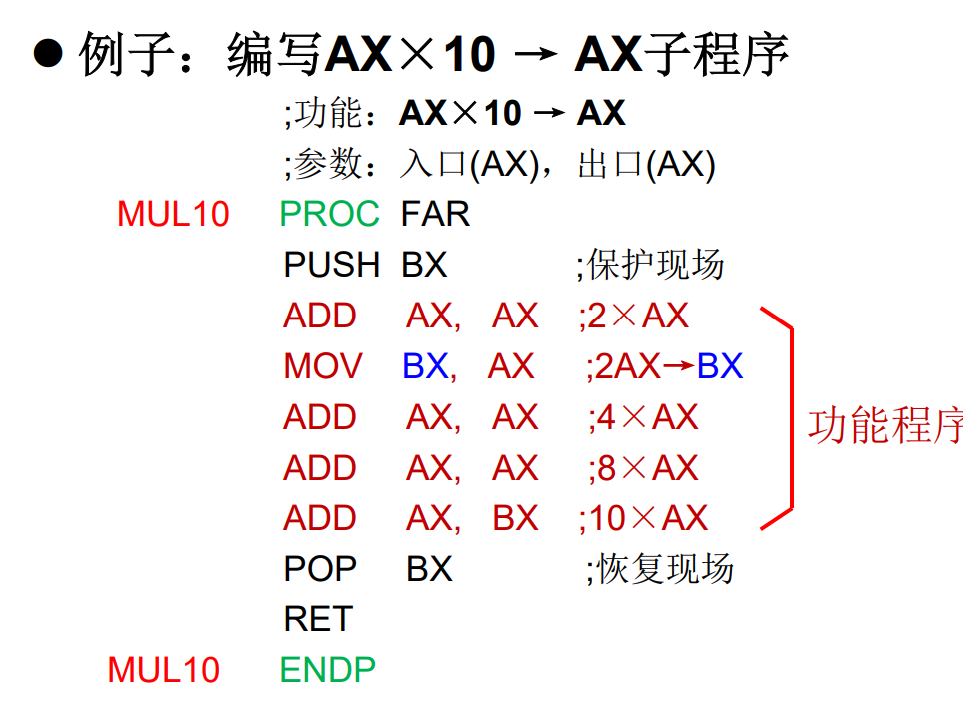 ● 例子：编写AX×10 → AX子程序
;功能：AX×10 → AX
;参数：入口(AX)，出口(AX)
MUL10 PROC FAR
PUSH BX ;保护现场
ADD AX, AX ;2×AX
MOV BX, AX ;2AX→BX
ADD AX, AX ;4×AX
ADD AX, AX ;8×AX
ADD AX, BX ;10×AX
功能程序
POP BX ;恢复现场
RET
MUL10 ENDP